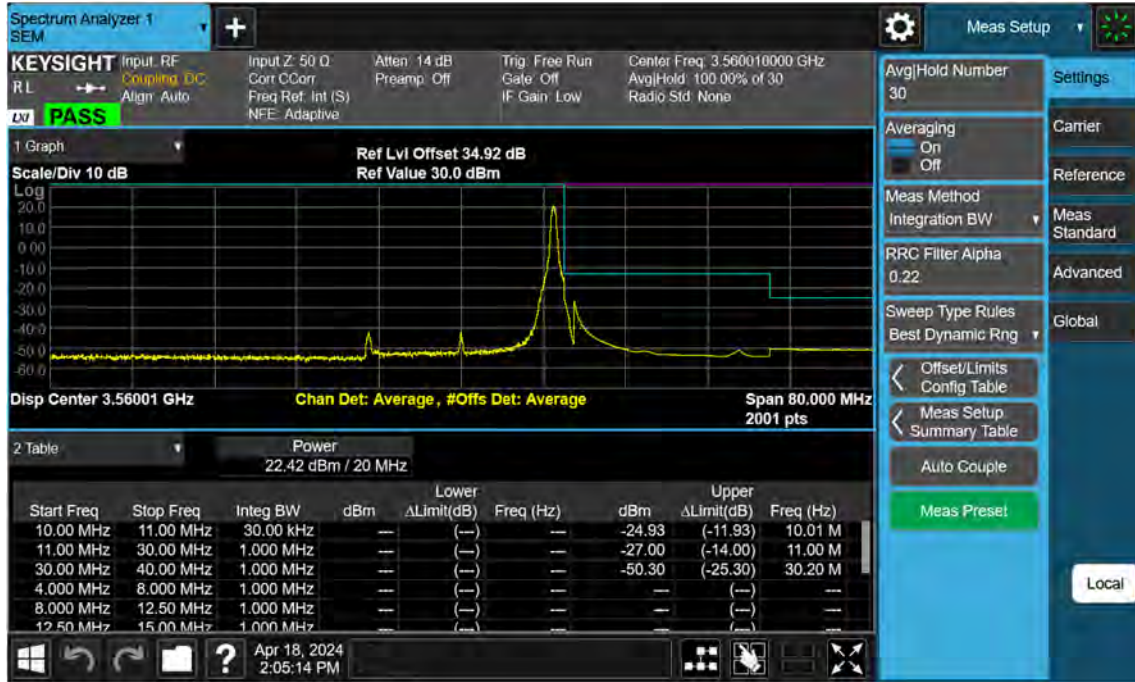 Spectrum Analyzer 1
SEM
+
Meas Setup
KEYSIGHT
RL
LXI
PASS
Input: RF
Coupling: DC
Align: Auto
Input Z: 50 Ω
Corr CCorr
Freq Ref: Int (S)
NFE: Adaptive
Atten: 14 dB
Preamp: Off
Trig: Free Run
Gate: Off
IF Gain: Low
Center Freq: 3.560010000 GHz
Avg|Hold: 100.00% of 30
Radio Std: None
1 Graph
Scale/Div 10 dB
Ref Lvl Offset 34.92 dB
Ref Value 30.0 dBm
Log
20.0
10.0
0.00
-10.0
-20.0
-30.0
-40.0
-50.0
-60.0
Disp Center 3.56001 GHz
Chan Det: Average, #Offs Det: Average
Span 80.000 MHz
2001 pts
2 Table
Power
22.42 dBm / 20 MHz
Lower Upper
Start Freq Stop Freq Integ BW dBm ΔLimit(dB) Freq (Hz) dBm ΔLimit(dB) Freq (Hz)
10.00 MHz 11.00 MHz 30.00 kHz --- (---) --- -24.93 (-11.93) 10.01 M
11.00 MHz 30.00 MHz 1.000 MHz --- (---) --- -27.00 (-14.00) 11.00 M
30.00 MHz 40.00 MHz 1.000 MHz --- (---) --- -50.30 (-25.30) 30.20 M
4.000 MHz 8.000 MHz 1.000 MHz --- (---) --- --- (---) ---
8.000 MHz 12.50 MHz 1.000 MHz --- (---) --- --- (---) ---
12.50 MHz 15.00 MHz 1.000 MHz --- (---) --- --- (---) ---
?
Apr 18, 2024
2:05:14 PM
Avg|Hold Number
30
Averaging
On
Off
Meas Method
Integration BW
RRC Filter Alpha
0.22
Sweep Type Rules
Best Dynamic Rng
Offset/Limits
Config Table
Meas Setup
Summary Table
Auto Couple
Meas Preset
Settings
Carrier
Reference
Meas
Standard
Advanced
Global
Local